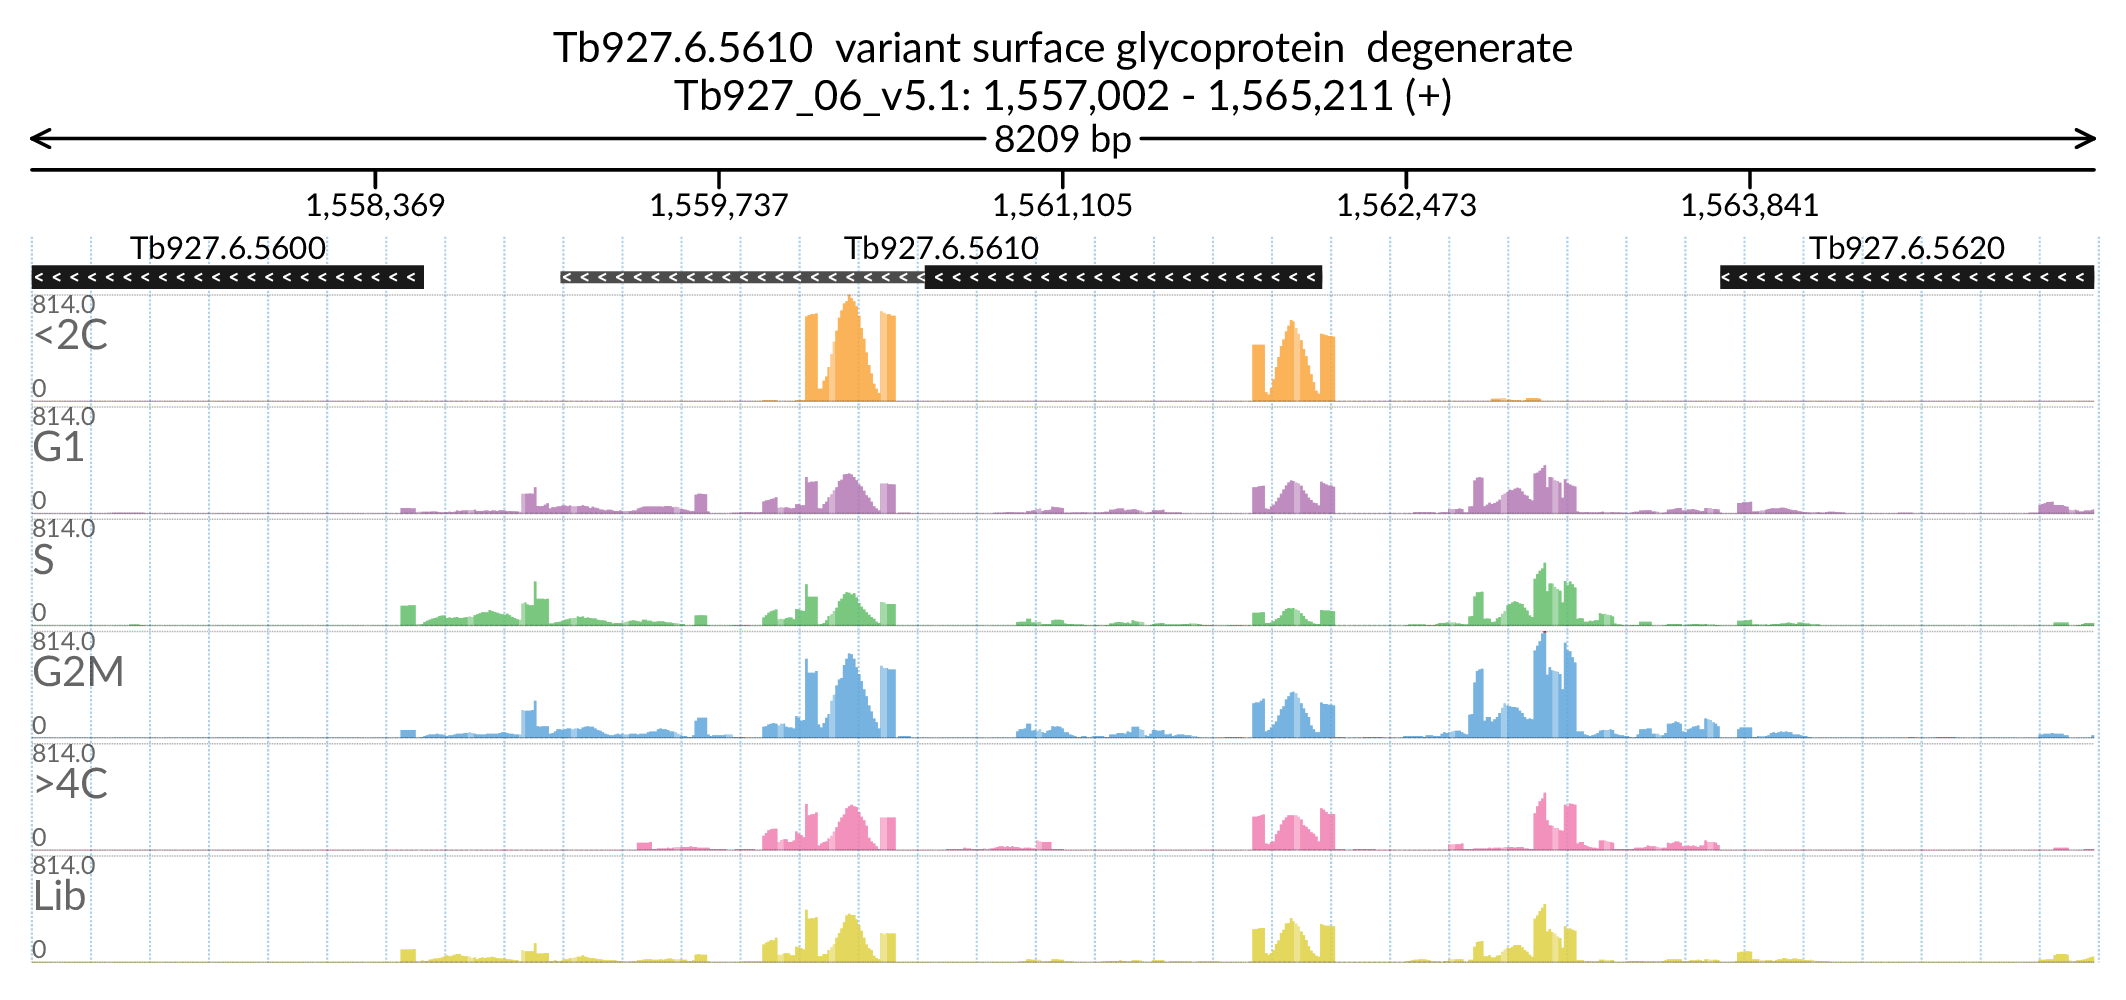 Tb927.6.5610 variant surface glycoprotein degenerate
Tb927_06_v5.1: 1,557,002 - 1,565,211 (+)
8209 bp
1,558,369 1,559,737 1,561,105 1,562,473 1,563,841
Tb927.6.5600 Tb927.6.5610 Tb927.6.5620
814.0
<2C
0
814.0
G1
0
814.0
S
0
814.0
G2M
0
814.0
>4C
0
814.0
Lib
0